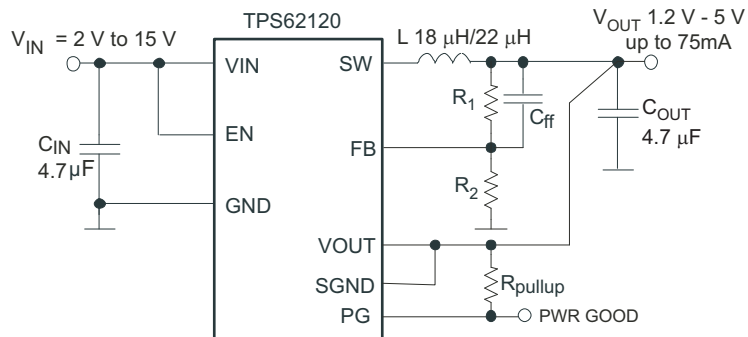 TPS62120
V_IN = 2 V to 15 V
V_OUT 1.2 V - 5 V
up to 75mA
L 18 μH/22 μH
VIN
SW
R_1
C_ff
C_OUT
4.7 μF
C_IN
4.7μF
EN
FB
R_2
GND
VOUT
SGND
R_pullup
PG
PWR GOOD